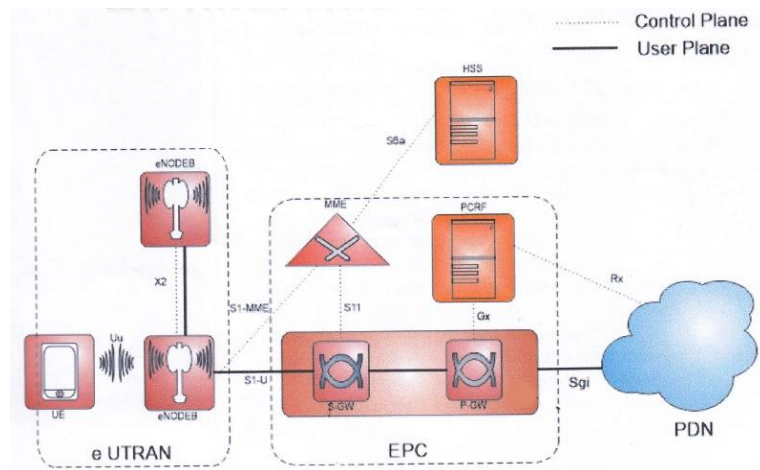 Control Plane
User Plane
HSS
S6a
eNODEB
MME
PCRF
X2
S1-MME
S11
Gx
Rx
Uu
UE
eNODEB
S1-U
S-GW
P-GW
Sgi
PDN
e UTRAN
EPC